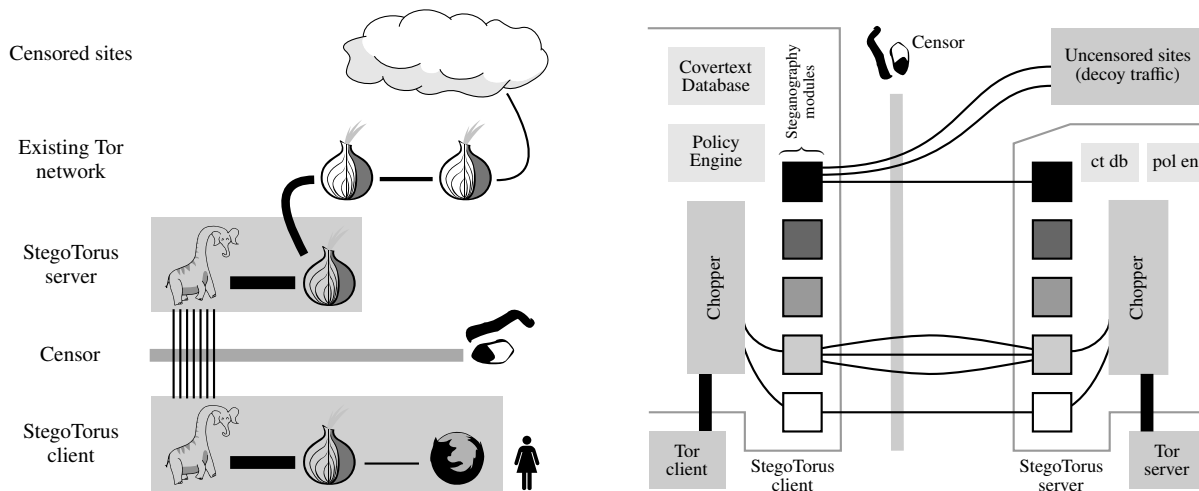 Censored sites
Existing Tor
network
StegoTorus
server
Censor
StegoTorus
client
Covertext
Database
Policy
Engine
Steganography
modules
Censor
Uncensored sites
(decoy traffic)
ct db
pol en
Chopper
Chopper
Tor
client
StegoTorus
client
StegoTorus
server
Tor
server